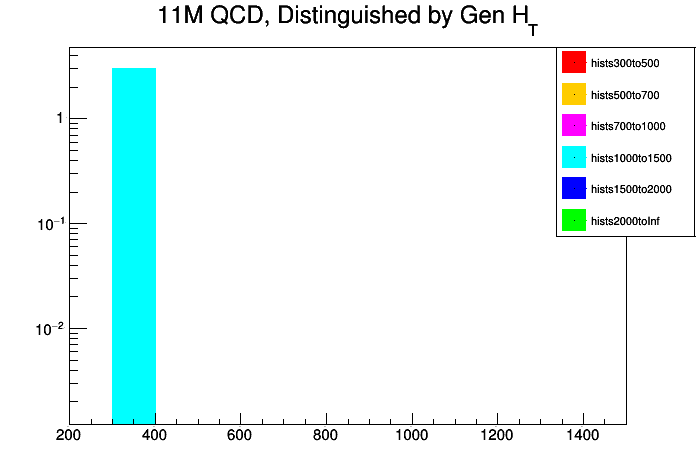 11M QCD, Distinguished by Gen H_T
hists300to500
hists500to700
hists700to1000
hists1000to1500
hists1500to2000
hists2000toInf
1
10⁻¹
10⁻²
200 400 600 800 1000 1200 1400